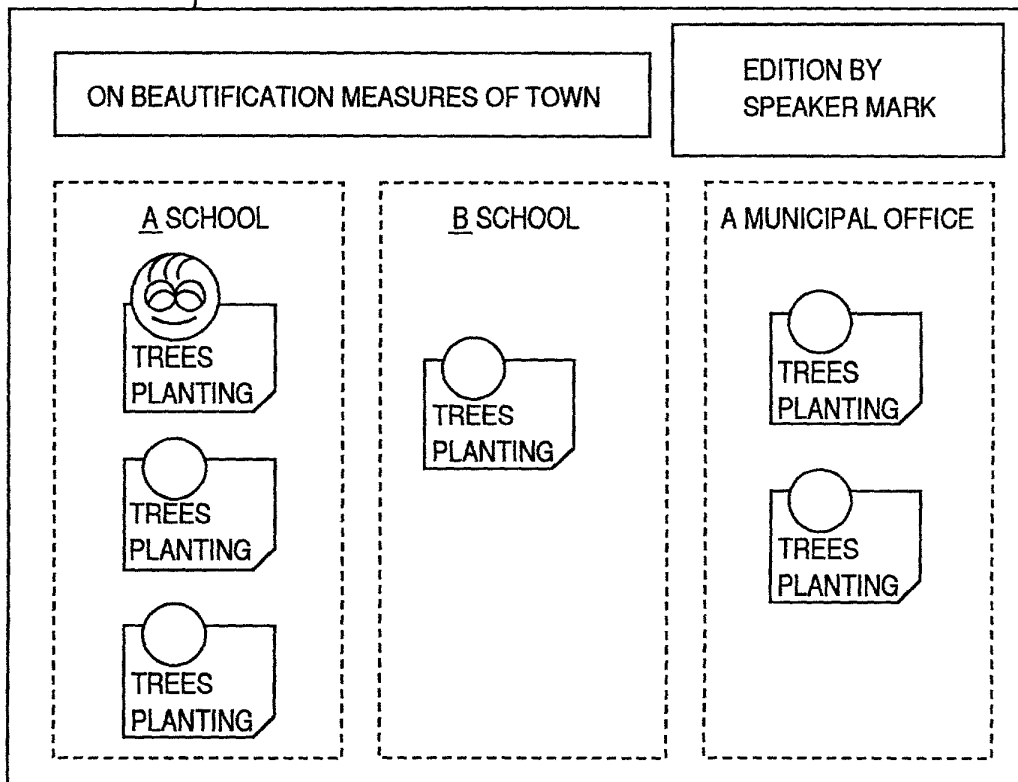 ON BEAUTIFICATION MEASURES OF TOWN
EDITION BY
SPEAKER MARK
A SCHOOL
TREES
PLANTING
TREES
PLANTING
TREES
PLANTING
B SCHOOL
TREES
PLANTING
A MUNICIPAL OFFICE
TREES
PLANTING
TREES
PLANTING